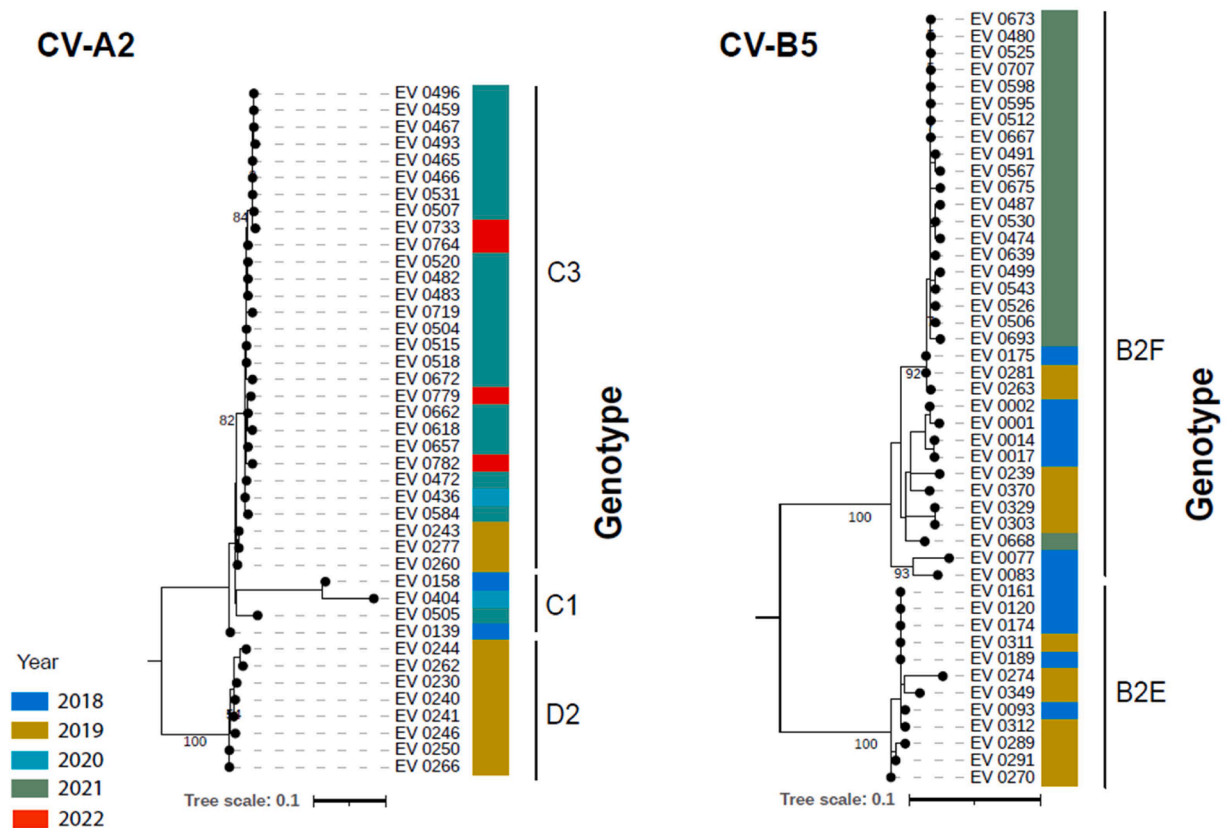 CV-A2
EV 0496
EV 0459
EV 0467
EV 0493
EV 0465
EV 0466
EV 0531
EV 0507
84
EV 0733
EV 0764
EV 0520
EV 0482
EV 0483
EV 0719
EV 0504
EV 0515
EV 0518
EV 0672
EV 0779
82
EV 0662
EV 0618
EV 0657
EV 0782
EV 0472
EV 0436
EV 0584
EV 0243
EV 0277
EV 0260
EV 0158
EV 0404
EV 0505
EV 0139
EV 0244
EV 0262
EV 0230
EV 0240
EV 0241
EV 0246
100
EV 0250
EV 0266
C3
C1
D2
Genotype
Tree scale: 0.1
Year
2018
2019
2020
2021
2022
CV-B5
EV 0673
EV 0480
EV 0525
EV 0707
EV 0598
EV 0595
EV 0512
EV 0667
EV 0491
EV 0567
EV 0675
EV 0487
EV 0530
EV 0474
EV 0639
EV 0499
EV 0543
EV 0526
EV 0506
EV 0693
EV 0175
92
EV 0281
EV 0263
EV 0002
EV 0001
EV 0014
EV 0017
EV 0239
EV 0370
EV 0329
100
EV 0303
EV 0668
EV 0077
93
EV 0083
EV 0161
EV 0120
EV 0174
EV 0311
EV 0189
EV 0274
EV 0349
EV 0093
EV 0312
100
EV 0289
EV 0291
EV 0270
B2F
B2E
Genotype
Tree scale: 0.1